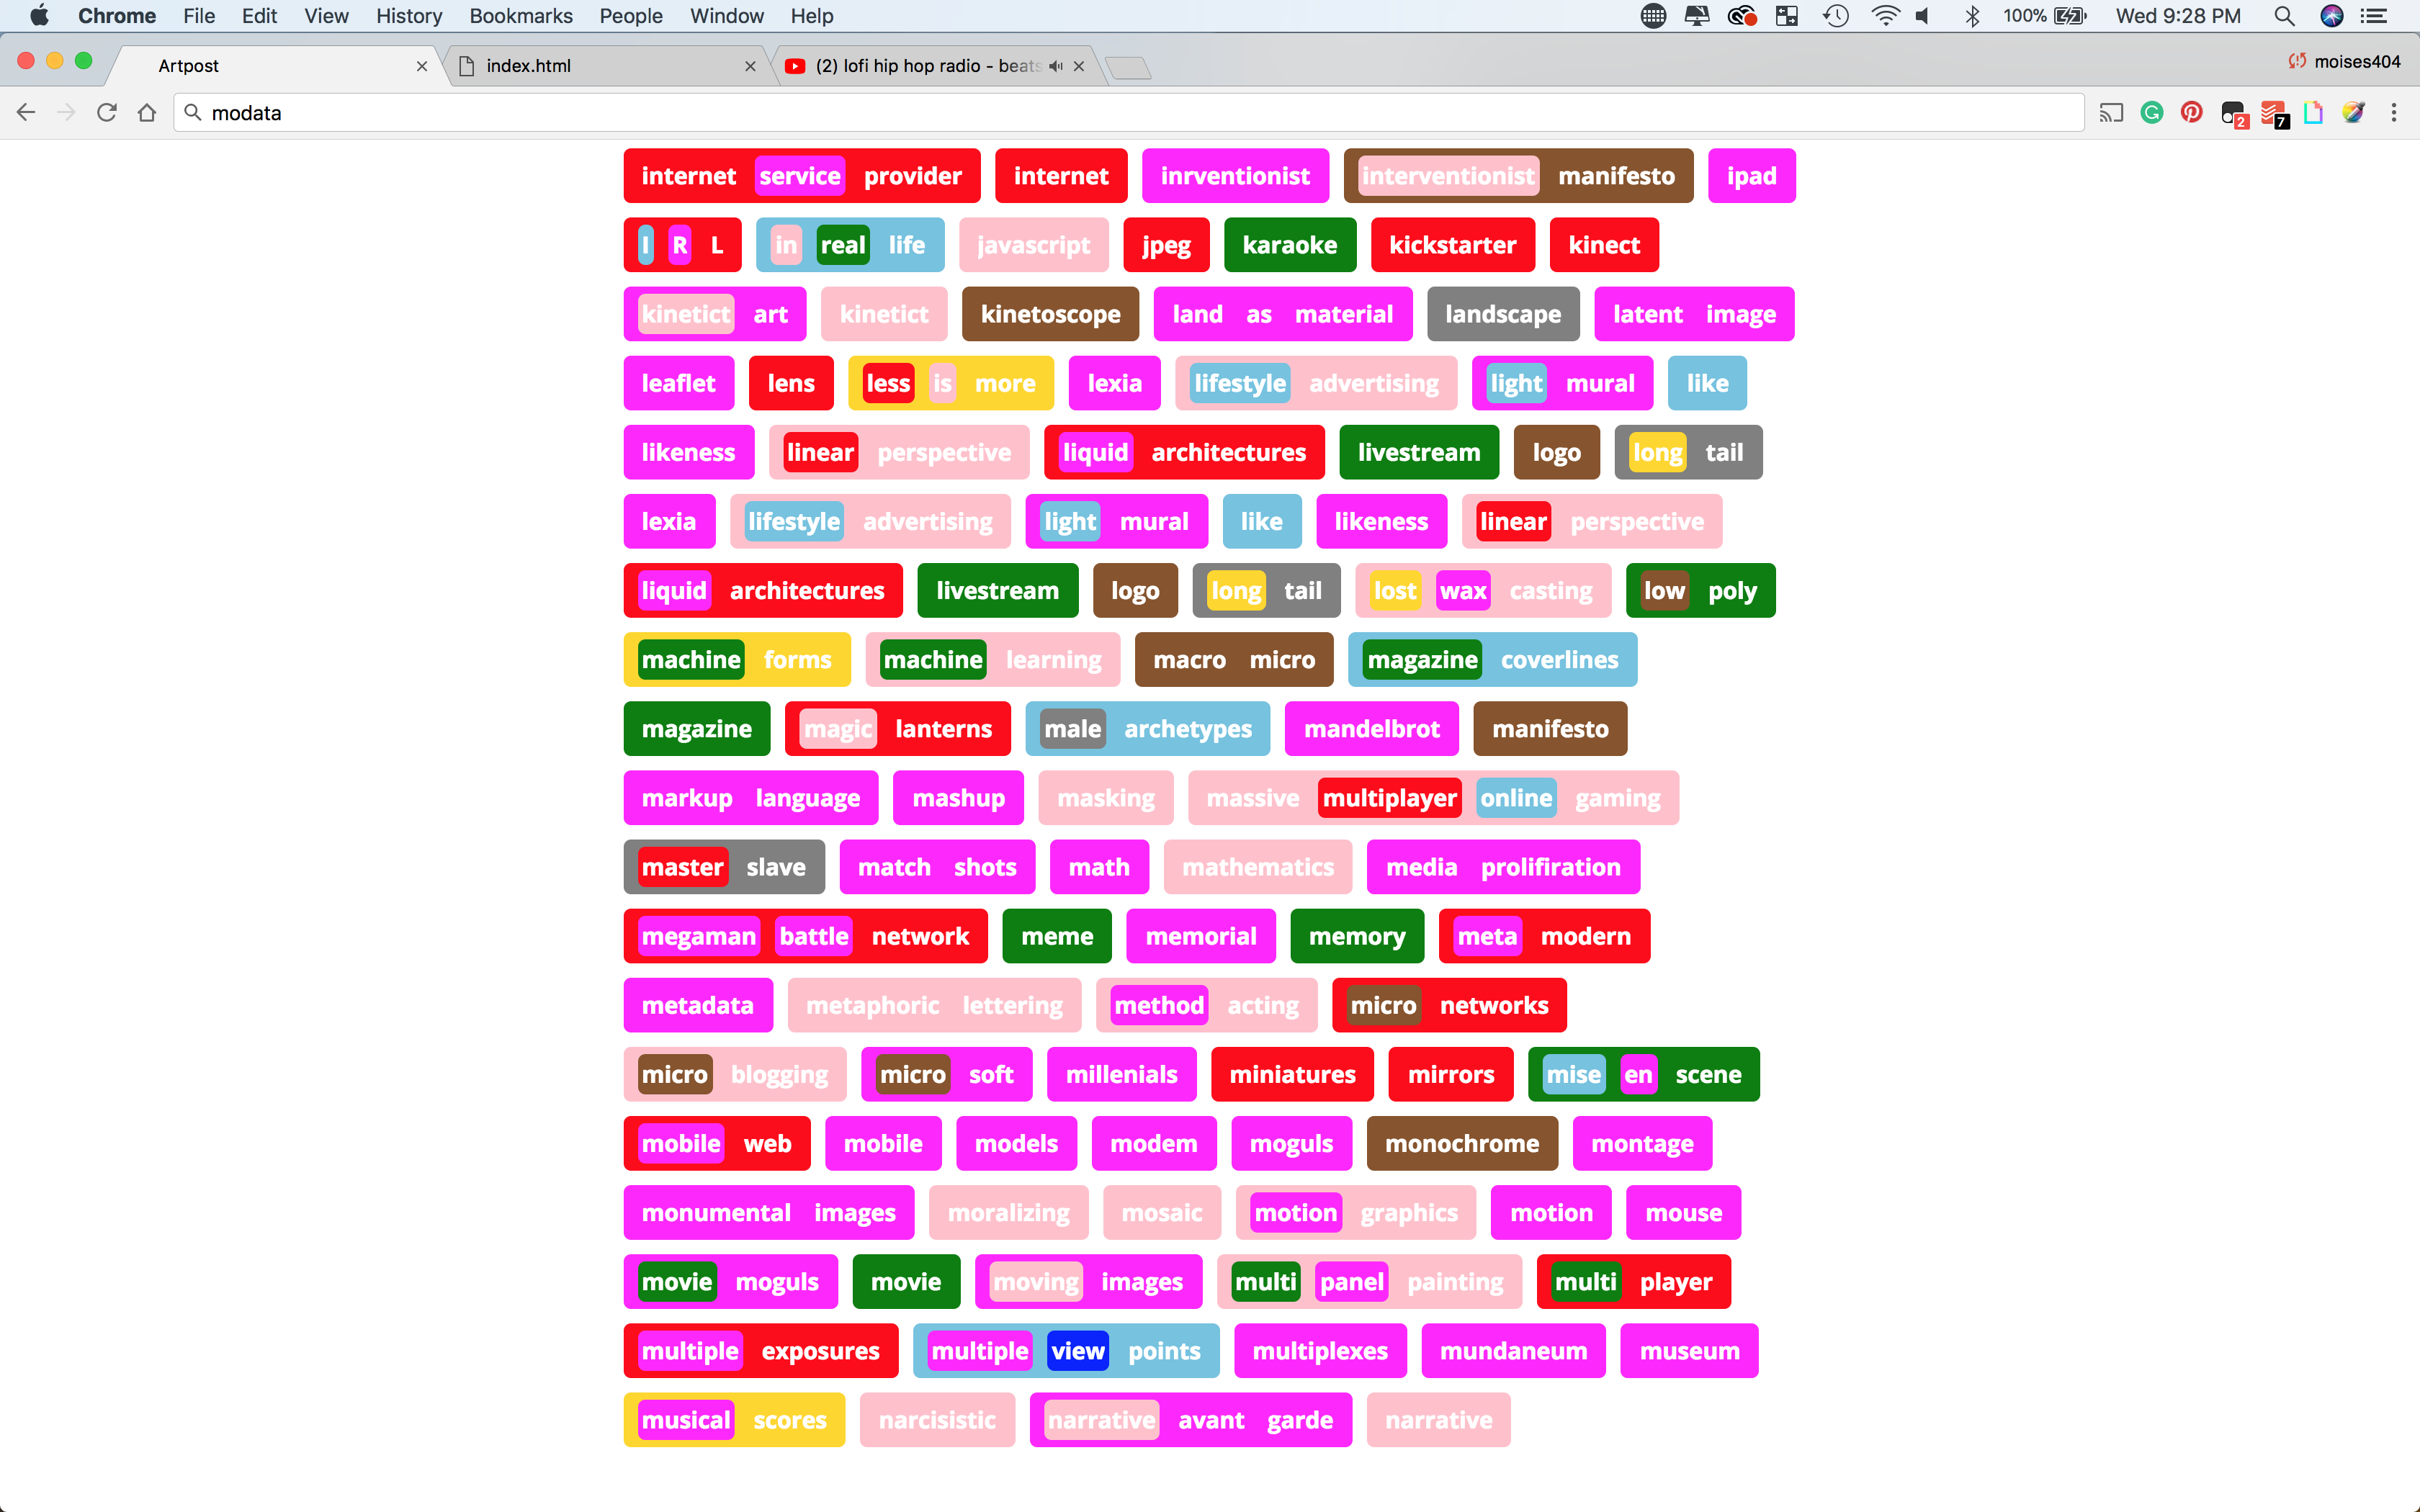 Chrome File Edit View History Bookmarks People Window Help 100% Wed 9:28 PM
Artpost index.html (2) lofi hip hop radio - beats moises404
modata 2 7
internet service provider internet inrventionist interventionist manifesto ipad
I R L in real life javascript jpeg karaoke kickstarter kinect
kinetict art kinetict kinetoscope land as material landscape latent image
leaflet lens less is more lexia lifestyle advertising light mural like
likeness linear perspective liquid architectures livestream logo long tail
lexia lifestyle advertising light mural like likeness linear perspective
liquid architectures livestream logo long tail lost wax casting low poly
machine forms machine learning macro micro magazine coverlines
magazine magic lanterns male archetypes mandelbrot manifesto
markup language mashup masking massive multiplayer online gaming
master slave match shots math mathematics media prolifiration
megaman battle network meme memorial memory meta modern
metadata metaphoric lettering method acting micro networks
micro blogging micro soft millenials miniatures mirrors mise en scene
mobile web mobile models modem moguls monochrome montage
monumental images moralizing mosaic motion graphics motion mouse
movie moguls movie moving images multi panel painting multi player
multiple exposures multiple view points multiplexes mundaneum museum
musical scores narcisistic narrative avant garde narrative